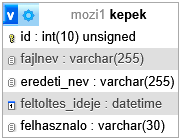 v mozi1 kepek
id : int(10) unsigned
fajlnev : varchar(255)
eredeti_nev : varchar(255)
feltoltes_ideje : datetime
felhasznalo : varchar(30)